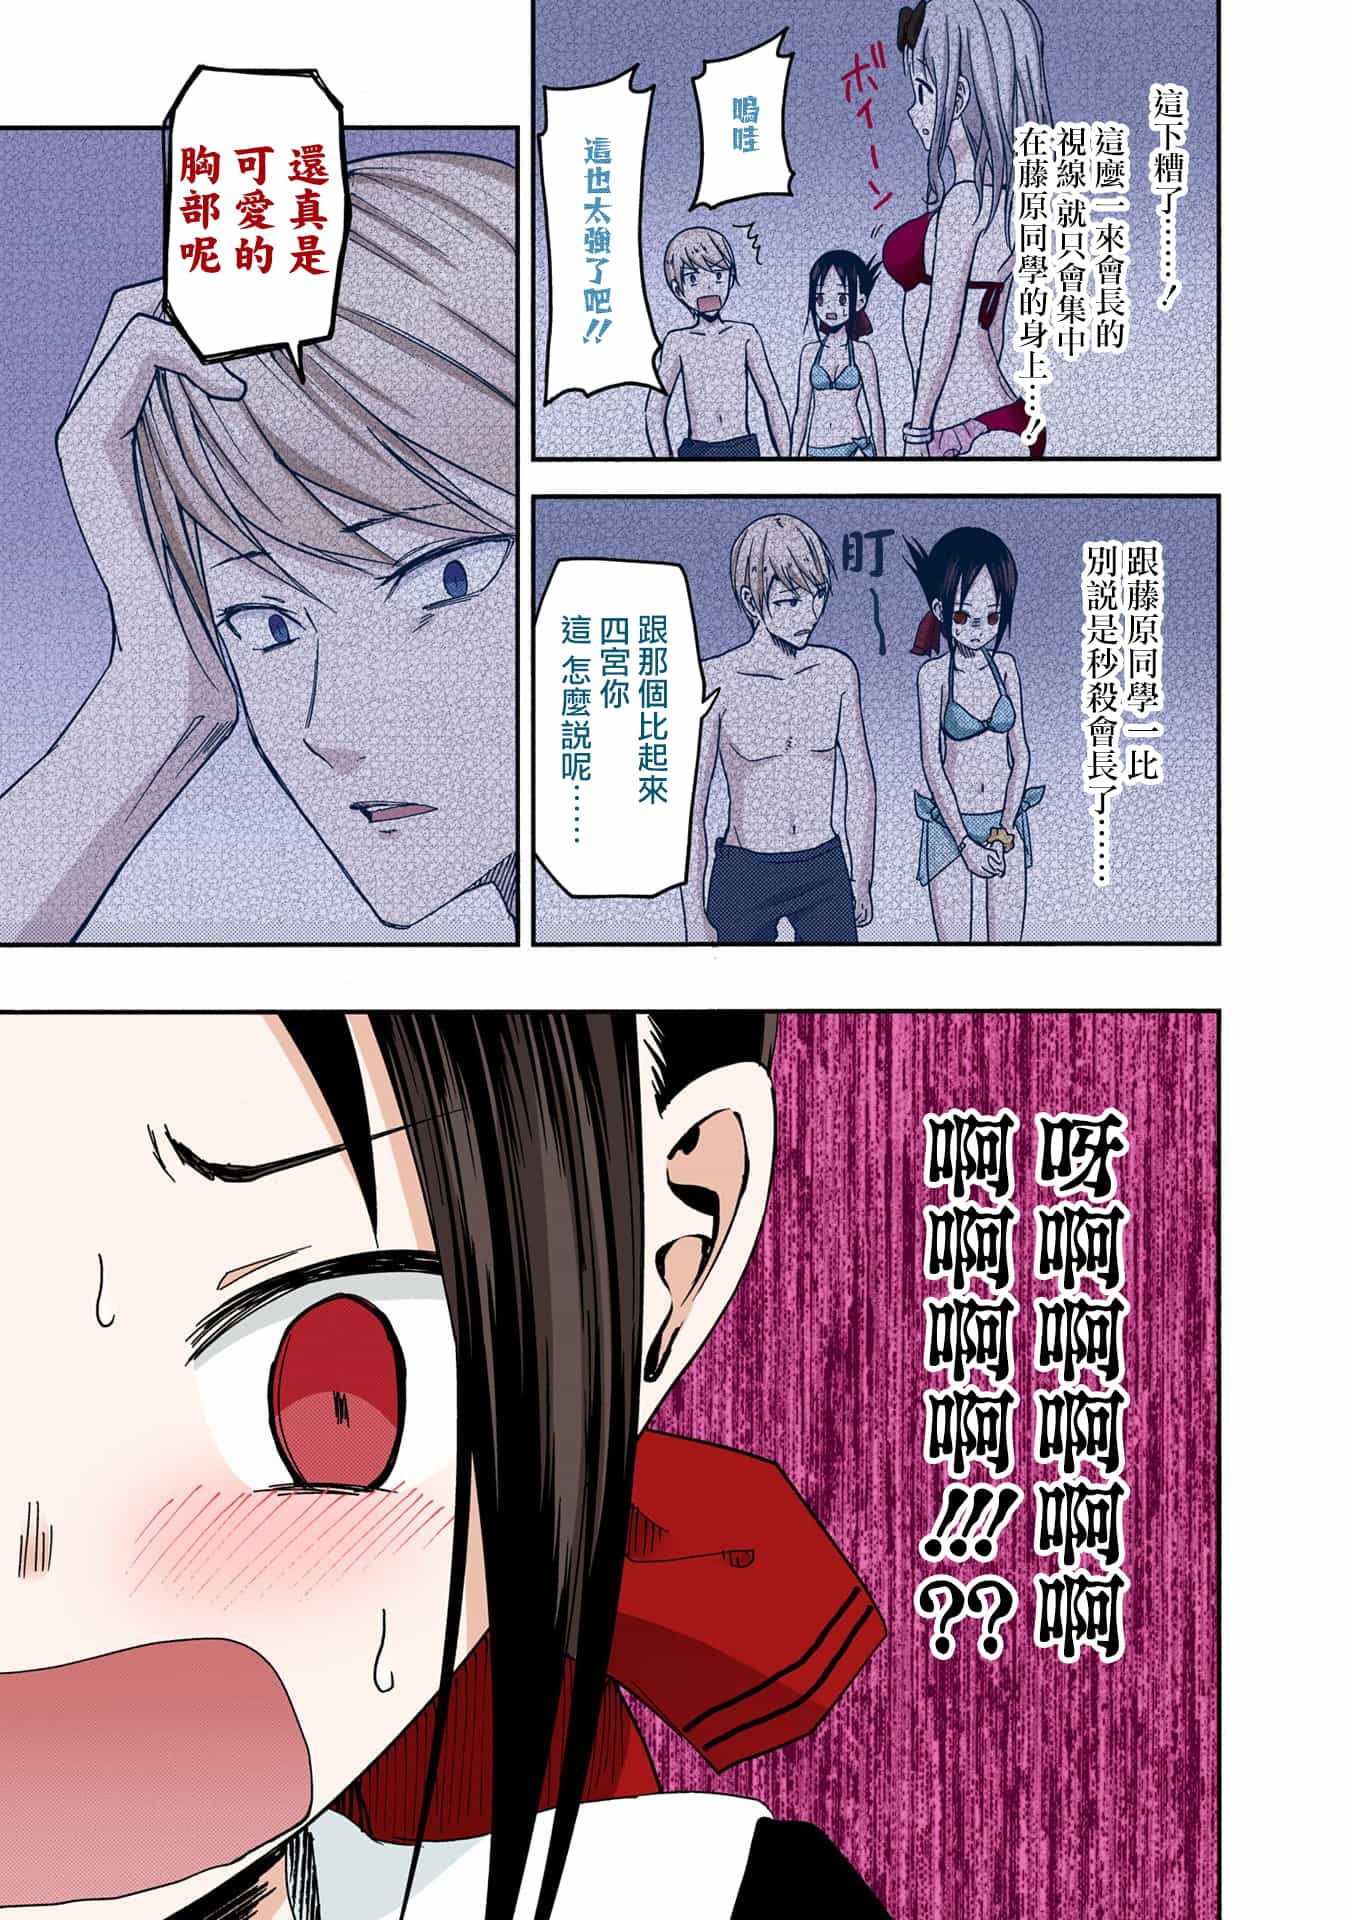 這下糟了……!
這麼一來會長的
視線 就只會集中
在藤原同學的身上…!
ボイーン
嗚哇
這也太強了吧!!
跟藤原同學一比
別說是秒殺會長了……
盯～
跟那個比起來
四宮你
這 怎麼說呢……
還真是
可愛的
胸部呢
呀啊啊啊啊啊
啊啊啊啊!!!??